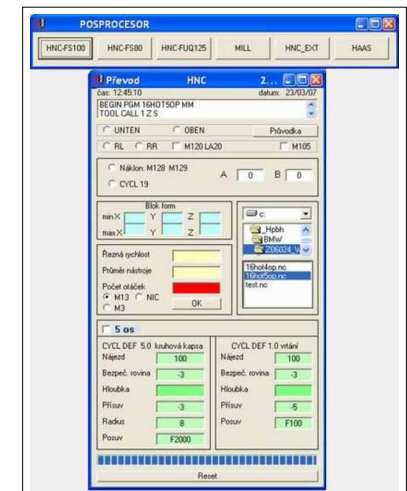 POSPROCESOR
HNC-FS100 HNC-FS80 HNC-FUQ125 MILL HNC_EXT HAAS
Převod HNC 2...
čas: 12:45:10 datum: 23/03/07
BEGIN PGM 16HOT5OP MM
TOOL CALL 1 Z S
UNTEN OBEN Průvodka
RL RR M120 LA20 M105
Náklon: M128 M129 A 0 B 0
CYCL 19
Blok form
min X Y Z
max X Y Z
c:
_Hpbh
BMW
Řezná rychlost
Průměr nástroje
Počet otáček
M13 NIC OK
M3
16hot4op.nc
16hot5op.nc
test.nc
5 os
CYCL DEF 5.0 kruhová kapsa CYCL DEF 1.0 vrtání
Nájezd 100 Nájezd 100
Bezpeč. rovina -3 Bezpeč. rovina -3
Hloubka Hloubka
Přísuv -3 Přísuv -5
Radius 8 Posuv F100
Posuv F2000
Reset